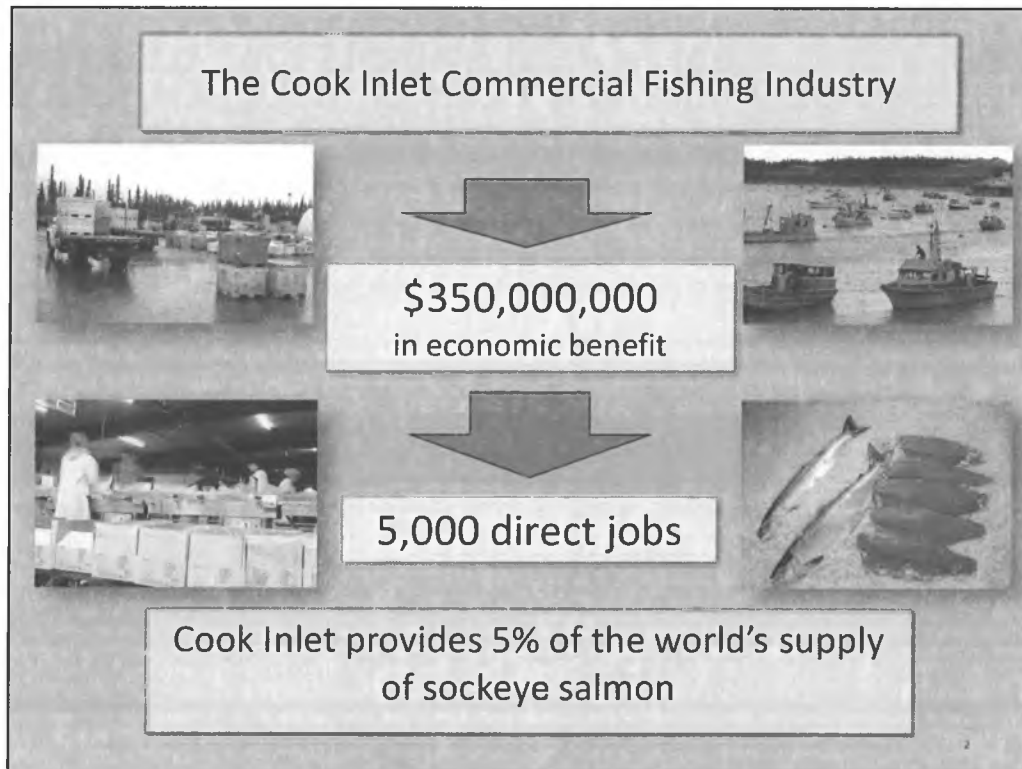 The Cook Inlet Commercial Fishing Industry
$350,000,000
in economic benefit
5,000 direct jobs
Cook Inlet provides 5% of the world's supply
of sockeye salmon
2